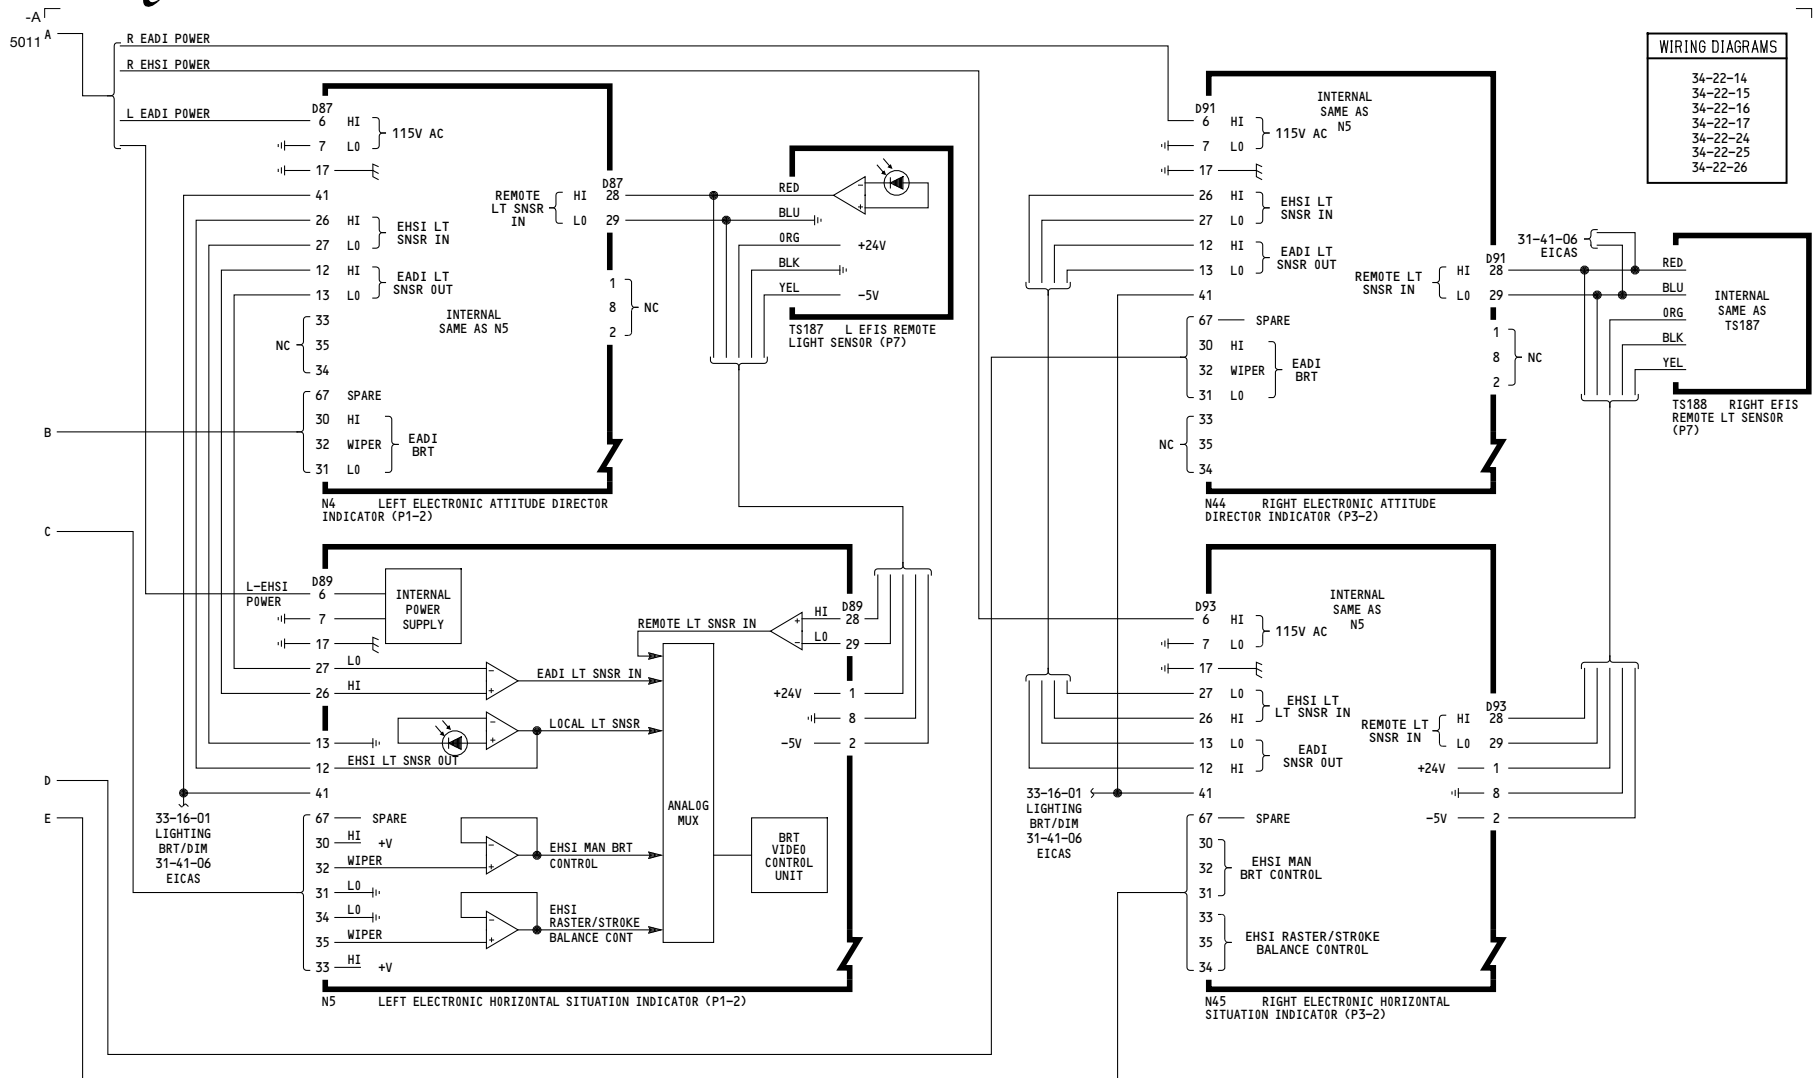 -A
5011 A
R EADI POWER
R EHSI POWER
L EADI POWER
B
C
D
E
WIRING DIAGRAMS
34-22-14
34-22-15
34-22-16
34-22-17
34-22-24
34-22-25
34-22-26
D87
6 HI
7 LO
115V AC
17
41
26 HI
27 LO
EHSI LT
SNSR IN
12 HI
13 LO
EADI LT
SNSR OUT
33
NC 35
34
67 SPARE
30 HI
32 WIPER
31 LO
EADI
BRT
INTERNAL
SAME AS N5
REMOTE
LT SNSR
IN
D87
HI 28
LO 29
1
8 NC
2
N4 LEFT ELECTRONIC ATTITUDE DIRECTOR
INDICATOR (P1-2)
RED
BLU
ORG +24V
BLK
YEL -5V
TS187 L EFIS REMOTE
LIGHT SENSOR (P7)
D91
6 HI
7 LO
115V AC
INTERNAL
SAME AS
N5
17
26 HI
27 LO
EHSI LT
SNSR IN
12 HI
13 LO
EADI LT
SNSR OUT
41
67 SPARE
30 HI
32 WIPER
31 LO
EADI
BRT
33
NC 35
34
REMOTE LT
SNSR IN
D91
HI 28
LO 29
1
8 NC
2
N44 RIGHT ELECTRONIC ATTITUDE
DIRECTOR INDICATOR (P3-2)
31-41-06
EICAS
RED
BLU
ORG
BLK
YEL
INTERNAL
SAME AS
TS187
TS188 RIGHT EFIS
REMOTE LT SENSOR
(P7)
L-EHSI
POWER
D89
6
7
17
INTERNAL
POWER
SUPPLY
27 LO
26 HI
EADI LT SNSR IN
LOCAL LT SNSR
13
EHSI LT SNSR OUT
12
41
33-16-01
LIGHTING
BRT/DIM
31-41-06
EICAS
67 SPARE
30 HI +V
32 WIPER
31 LO
34 LO
35 WIPER
33 HI +V
EHSI MAN BRT
CONTROL
EHSI
RASTER/STROKE
BALANCE CONT
REMOTE LT SNSR IN
ANALOG
MUX
BRT
VIDEO
CONTROL
UNIT
D89
HI 28
LO 29
+24V 1
8
-5V 2
N5 LEFT ELECTRONIC HORIZONTAL SITUATION INDICATOR (P1-2)
D93
6 HI
7 LO
115V AC
INTERNAL
SAME AS
N5
17
27 LO
26 HI
EHSI LT
LT SNSR IN
13 LO
12 HI
EADI
SNSR OUT
41
33-16-01
LIGHTING
BRT/DIM
31-41-06
EICAS
67 SPARE
30
32
31
EHSI MAN
BRT CONTROL
33
35
34
EHSI RASTER/STROKE
BALANCE CONTROL
REMOTE LT
SNSR IN
D93
HI 28
LO 29
+24V 1
8
-5V 2
N45 RIGHT ELECTRONIC HORIZONTAL
SITUATION INDICATOR (P3-2)